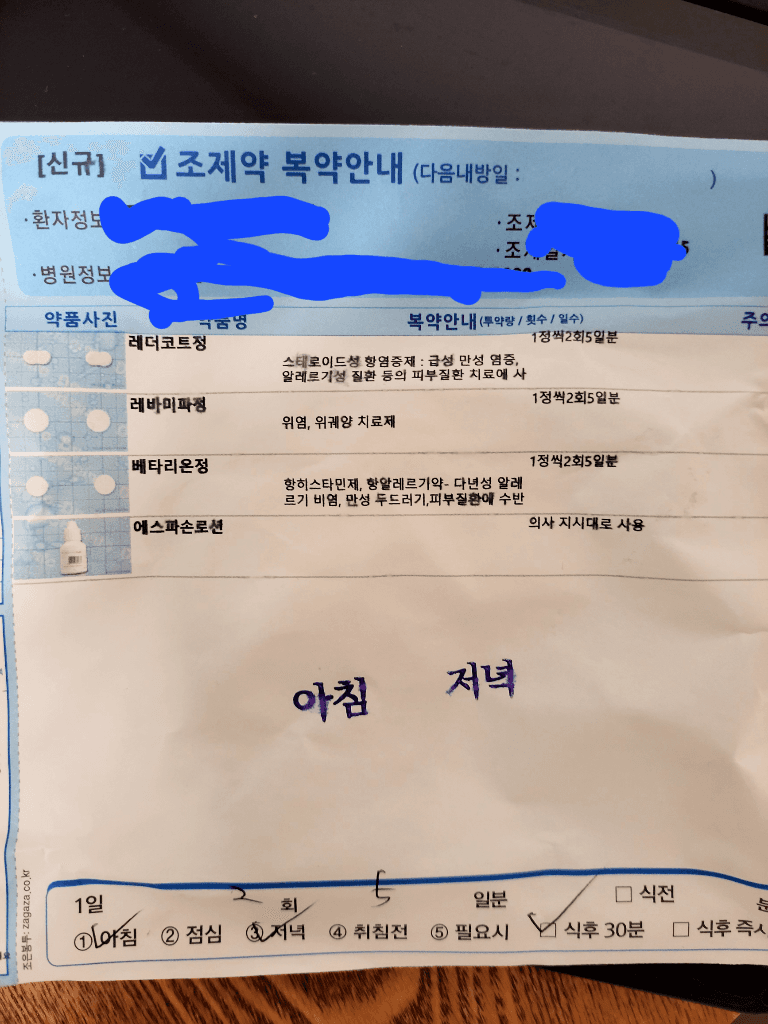 [신규] 조제약 복약안내 (다음내방일 : )
· 환자정보
· 조제
· 조제일
· 병원정보
약품사진 약품명 복약안내 (투약량 / 횟수 / 일수) 주의
레더코트정 1정씩2회5일분
스테로이드성 항염증제 : 급성 만성 염증,
알레르기성 질환 등의 피부질환 치료에 사
레바미파정 1정씩2회5일분
위염, 위궤양 치료제
베타리온정 1정씩2회5일분
항히스타민제, 항알레르기약- 다년성 알레
르기 비염, 만성 두드러기,피부질환에 수반
에스파손로션 의사 지시대로 사용
아침 저녁
1일 2 회 5 일분 □ 식전
① 아침 ② 점심 ③ 저녁 ④ 취침전 ⑤ 필요시 □ 식후 30분 □ 식후 즉시
조은봉투: zagaza.co.kr